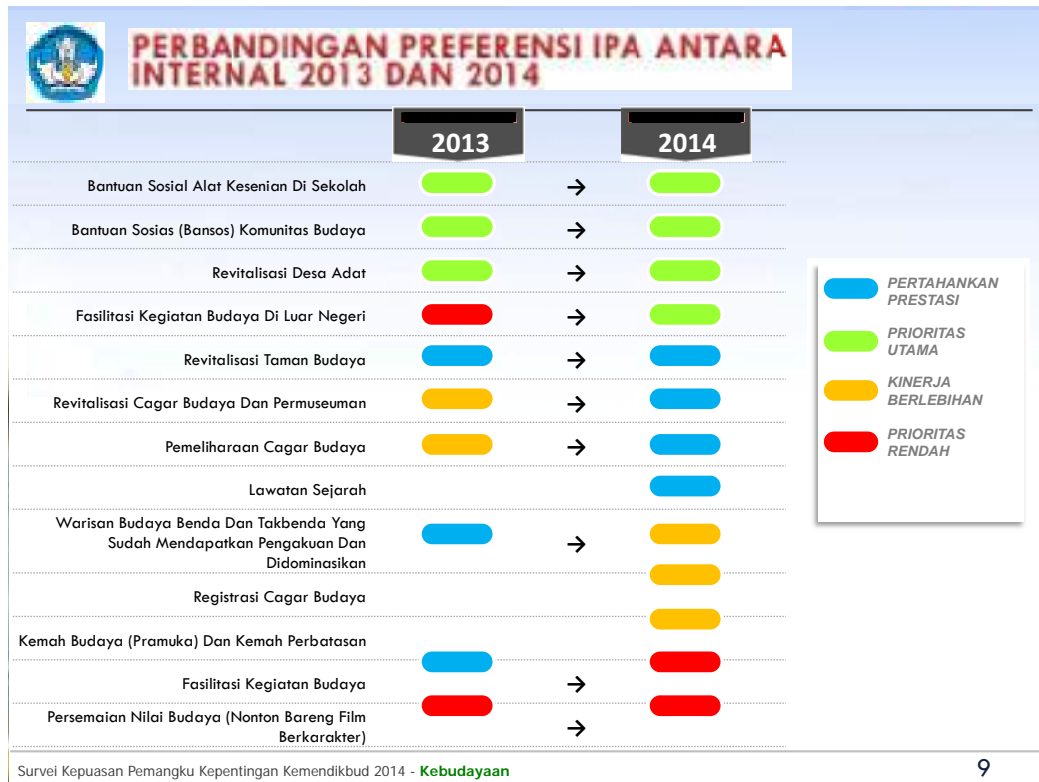 PERBANDINGAN PREFERENSI IPA ANTARA
INTERNAL 2013 DAN 2014
2013
2014
Bantuan Sosial Alat Kesenian Di Sekolah
→
Bantuan Sosias (Bansos) Komunitas Budaya
→
Revitalisasi Desa Adat
→
Fasilitasi Kegiatan Budaya Di Luar Negeri
→
Revitalisasi Taman Budaya
→
Revitalisasi Cagar Budaya Dan Permuseuman
→
Pemeliharaan Cagar Budaya
→
Lawatan Sejarah
Warisan Budaya Benda Dan Takbenda Yang
Sudah Mendapatkan Pengakuan Dan
Didominasikan
→
Registrasi Cagar Budaya
Kemah Budaya (Pramuka) Dan Kemah Perbatasan
Fasilitasi Kegiatan Budaya
→
Persemaian Nilai Budaya (Nonton Bareng Film
Berkarakter)
→
PERTAHANKAN
PRESTASI
PRIORITAS
UTAMA
KINERJA
BERLEBIHAN
PRIORITAS
RENDAH
Survei Kepuasan Pemangku Kepentingan Kemendikbud 2014 - Kebudayaan
9